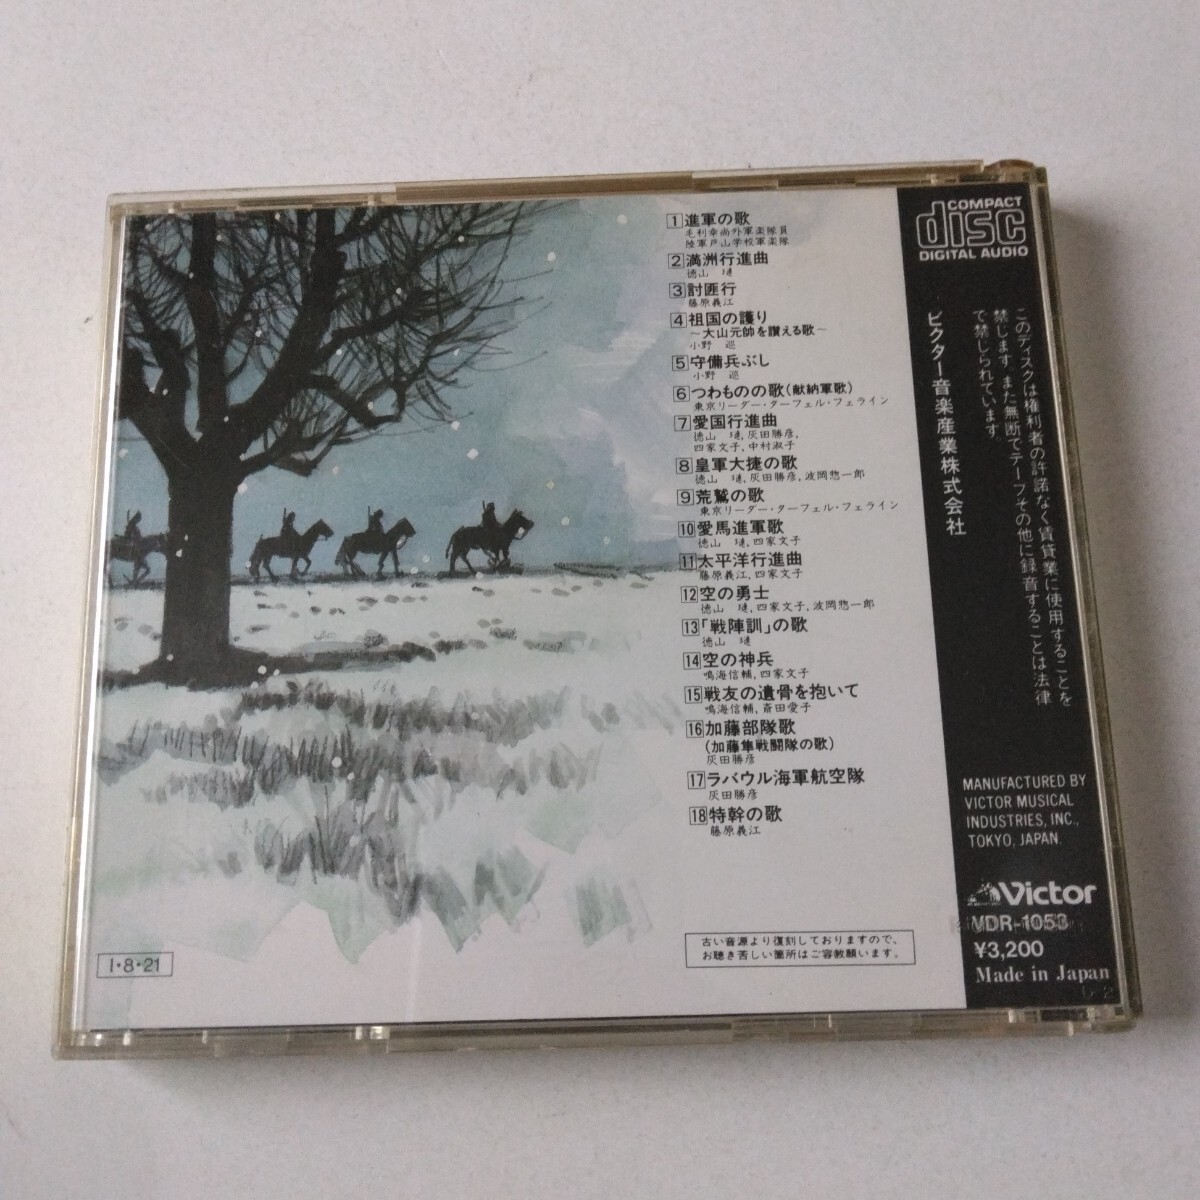 1 進軍の歌
毛利幸尚外軍楽隊員
陸軍戸山学校軍楽隊
2 満洲行進曲
徳山 璉
3 討匪行
藤原義江
4 祖国の護り
～大山元帥を讃える歌～
小野 巡
5 守備兵ぶし
小野 巡
6 つわものの歌(献納軍歌)
東京リーダー・ターフェル・フェライン
7 愛国行進曲
徳山 璉, 灰田勝彦,
四家文子, 中村淑子
8 皇軍大捷の歌
徳山 璉, 灰田勝彦, 波岡惣一郎
9 荒鷲の歌
東京リーダー・ターフェル・フェライン
10 愛馬進軍歌
徳山 璉, 四家文子
11 太平洋行進曲
藤原義江, 四家文子
12 空の勇士
徳山 璉, 四家文子, 波岡惣一郎
13 「戦陣訓」の歌
徳山 璉
14 空の神兵
鳴海信輔, 四家文子
15 戦友の遺骨を抱いて
鳴海信輔, 斎田愛子
16 加藤部隊歌
(加藤隼戦闘隊の歌)
灰田勝彦
17 ラバウル海軍航空隊
灰田勝彦
18 特幹の歌
藤原義江
古い音源より復刻しておりますので、
お聴き苦しい箇所はご容赦願います。
I・8・21
COMPACT
disc
DIGITAL AUDIO
このディスクは権利者の許諾なく賃貸業に使用することを
禁じます。また無断でテープその他に録音することは法律
で禁じられています。
ビクター音楽産業株式会社
MANUFACTURED BY
VICTOR MUSICAL
INDUSTRIES, INC.,
TOKYO, JAPAN.
Victor
VDR-1053
¥3,200
Made in Japan